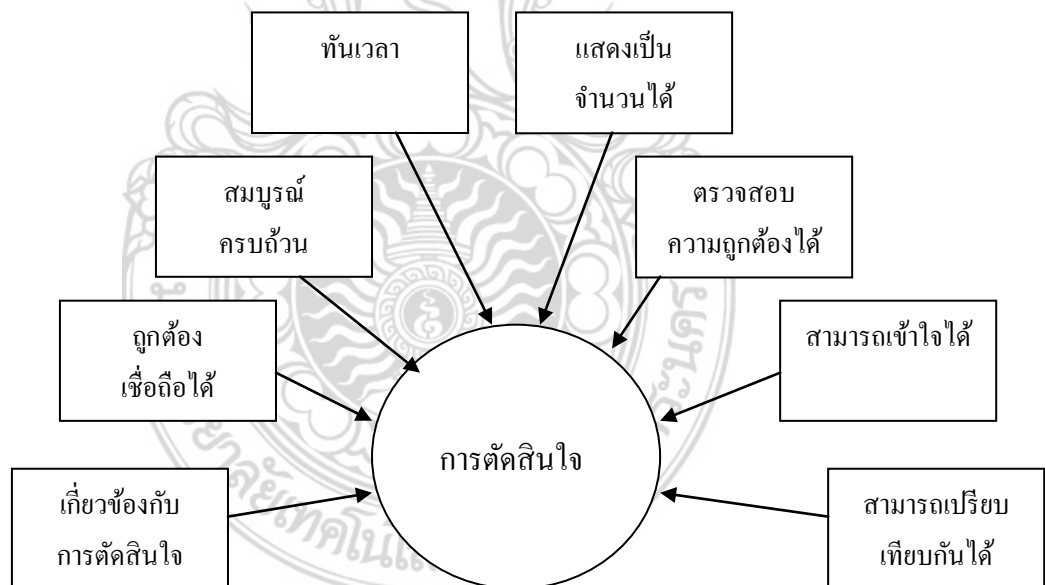 ทันเวลา
แสดงเป็น
จำนวนได้
สมบูรณ์
ครบถ้วน
ตรวจสอบ
ความถูกต้องได้
ถูกต้อง
เชื่อถือได้
สามารถเข้าใจได้
การตัดสินใจ
เกี่ยวข้องกับ
การตัดสินใจ
สามารถเปรียบ
เทียบกันได้